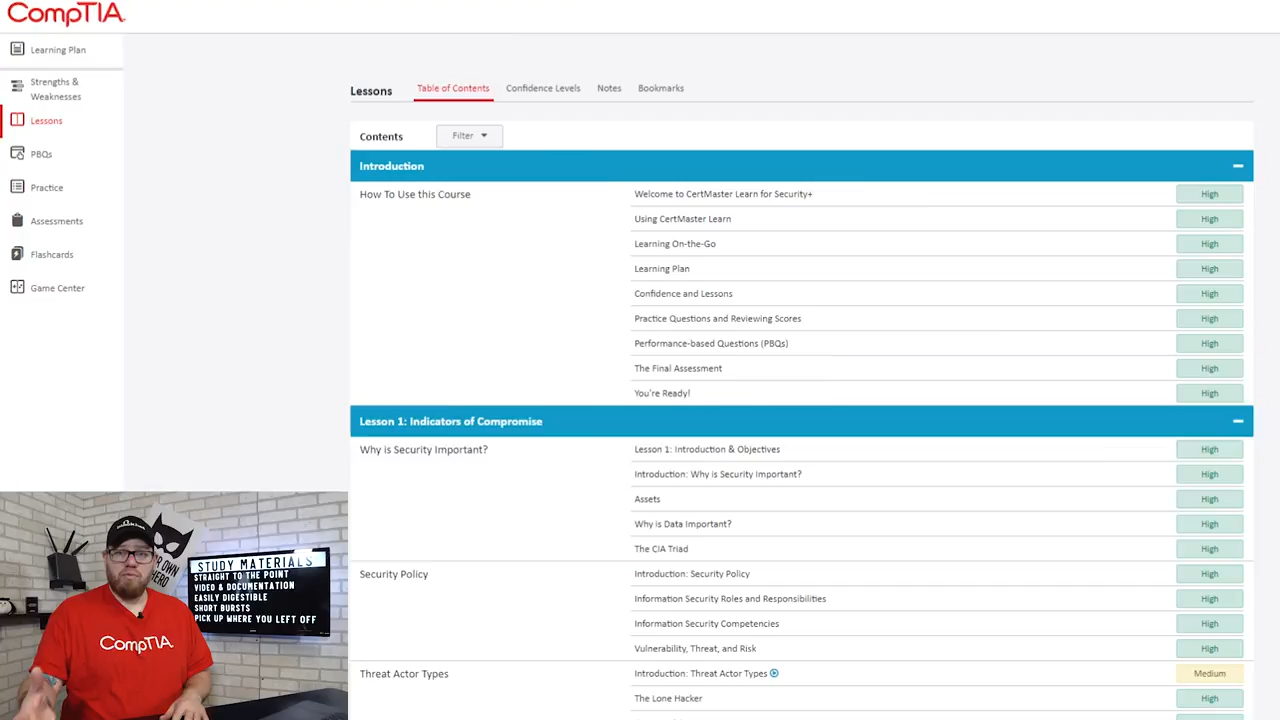 CompTIA.
Learning Plan
Strengths &
Weaknesses
Lessons
PBQs
Practice
Assessments
Flashcards
Game Center
Lessons
Table of Contents
Confidence Levels
Notes
Bookmarks
Contents
Filter
Introduction
How To Use this Course
Welcome to CertMaster Learn for Security+
High
Using CertMaster Learn
High
Learning On-the-Go
High
Learning Plan
High
Confidence and Lessons
High
Practice Questions and Reviewing Scores
High
Performance-based Questions (PBQs)
High
The Final Assessment
High
You're Ready!
High
Lesson 1: Indicators of Compromise
Why is Security Important?
Lesson 1: Introduction & Objectives
High
Introduction: Why is Security Important?
High
Assets
High
Why is Data Important?
High
The CIA Triad
High
Security Policy
Introduction: Security Policy
High
Information Security Roles and Responsibilities
High
Information Security Competencies
High
Vulnerability, Threat, and Risk
High
Threat Actor Types
Introduction: Threat Actor Types
Medium
The Lone Hacker
High
OWN
HERO
STUDY MATERIALS
STRAIGHT TO THE POINT
VIDEO & DOCUMENTATION
EASILY DIGESTIBLE
SHORT BURSTS
PICK UP WHERE YOU LEFT OFF
CompTIA.